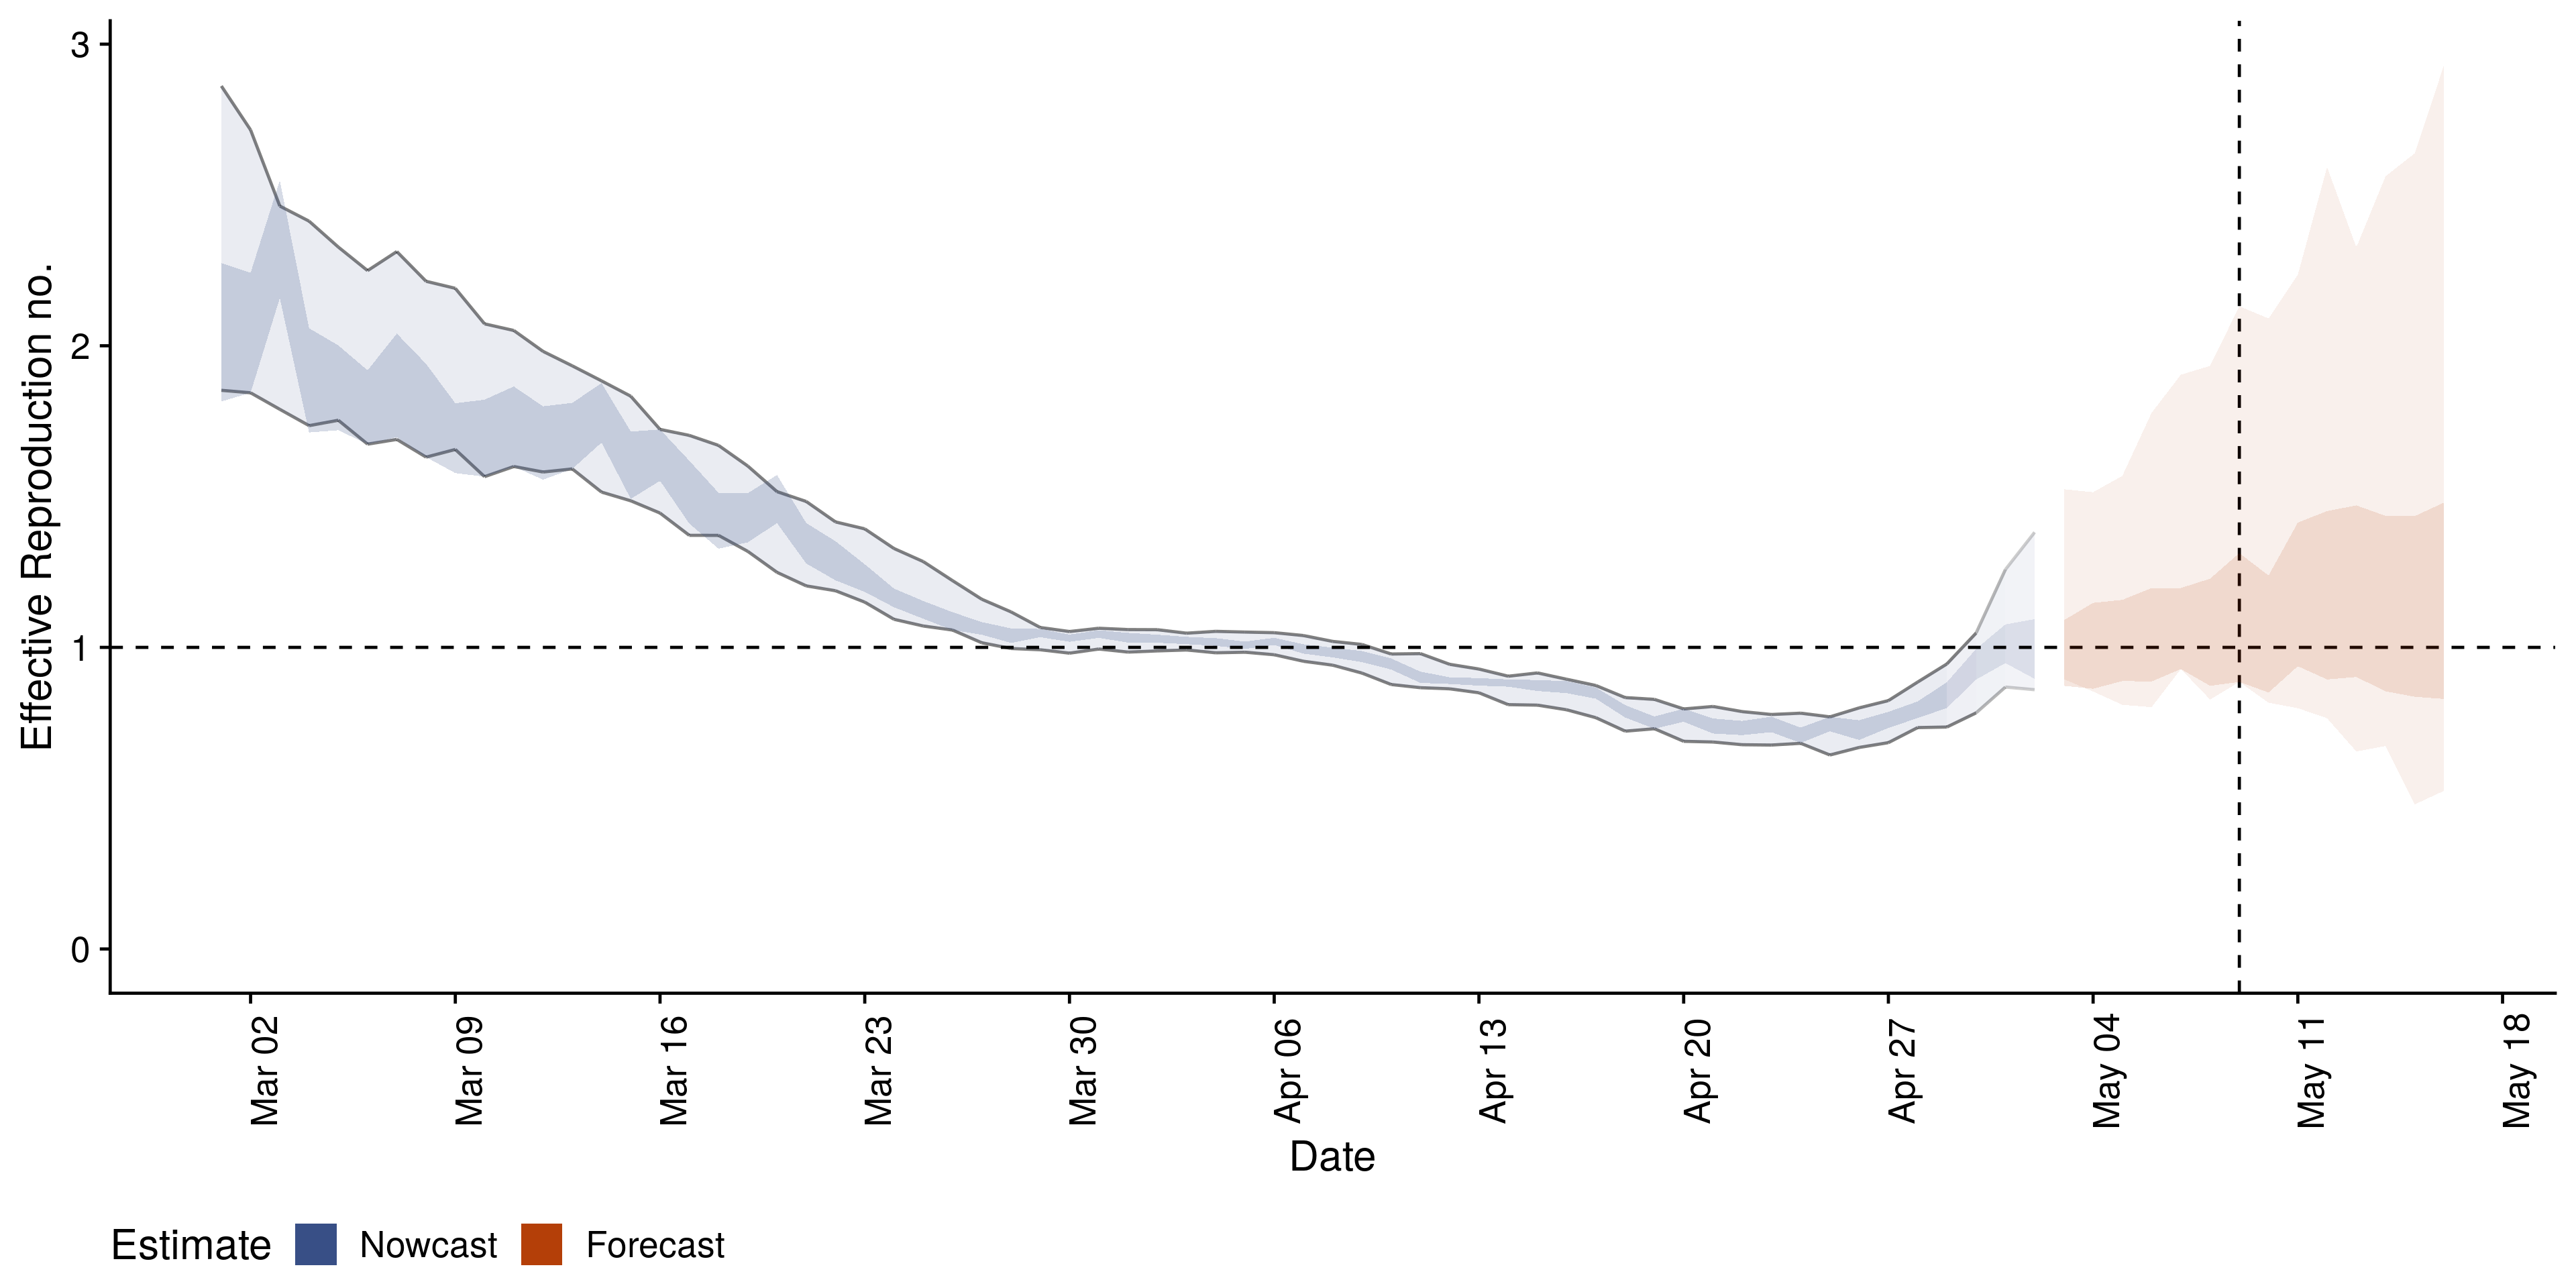 Effective Reproduction no.
3
2
1
0
Mar 02
Mar 09
Mar 16
Mar 23
Mar 30
Apr 06
Apr 13
Apr 20
Apr 27
May 04
May 11
May 18
Date
Estimate Nowcast Forecast